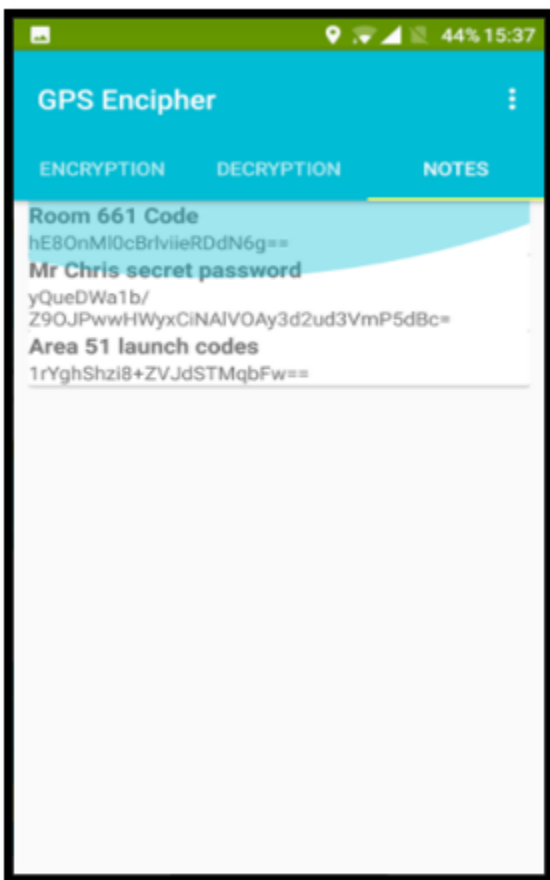 44% 15:37
GPS Encipher
ENCRYPTION DECRYPTION NOTES
Room 661 Code
hE8OnMl0cBrlviieRDdN6g==
Mr Chris secret password
yQueDWa1b/
Z9OJPwwHWyxCiNAlVOAy3d2ud3VmP5dBc=
Area 51 launch codes
1rYghShzi8+ZVJdSTMqbFw==